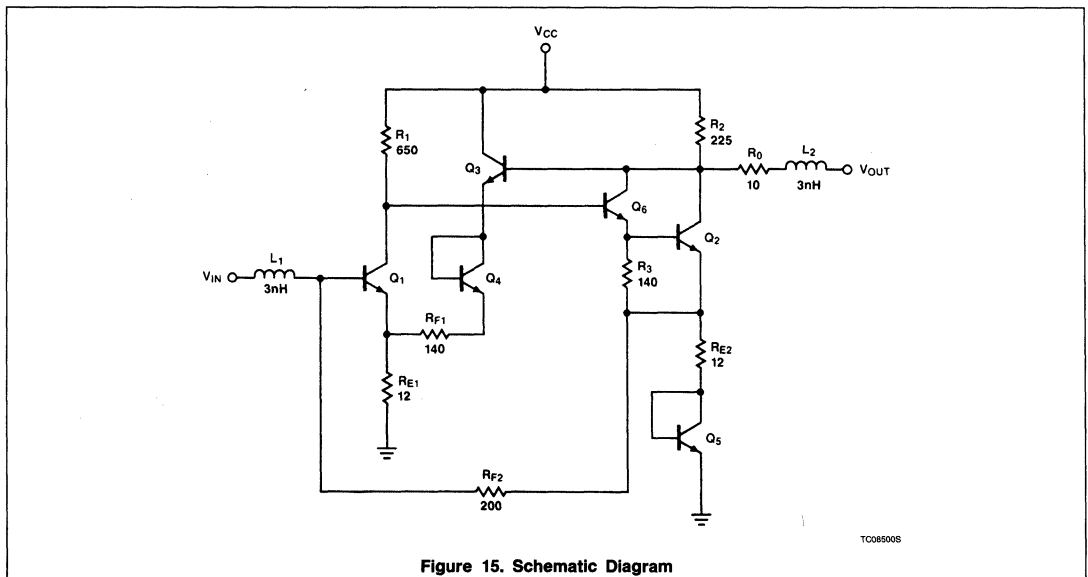 VCC
R1
650
R2
225
R0
10
L2
3nH
VOUT
Q3
Q6
Q2
L1
3nH
VIN
Q1
Q4
R3
140
RF1
140
RE1
12
RE2
12
Q5
RF2
200
TC08500S
Figure 15. Schematic Diagram